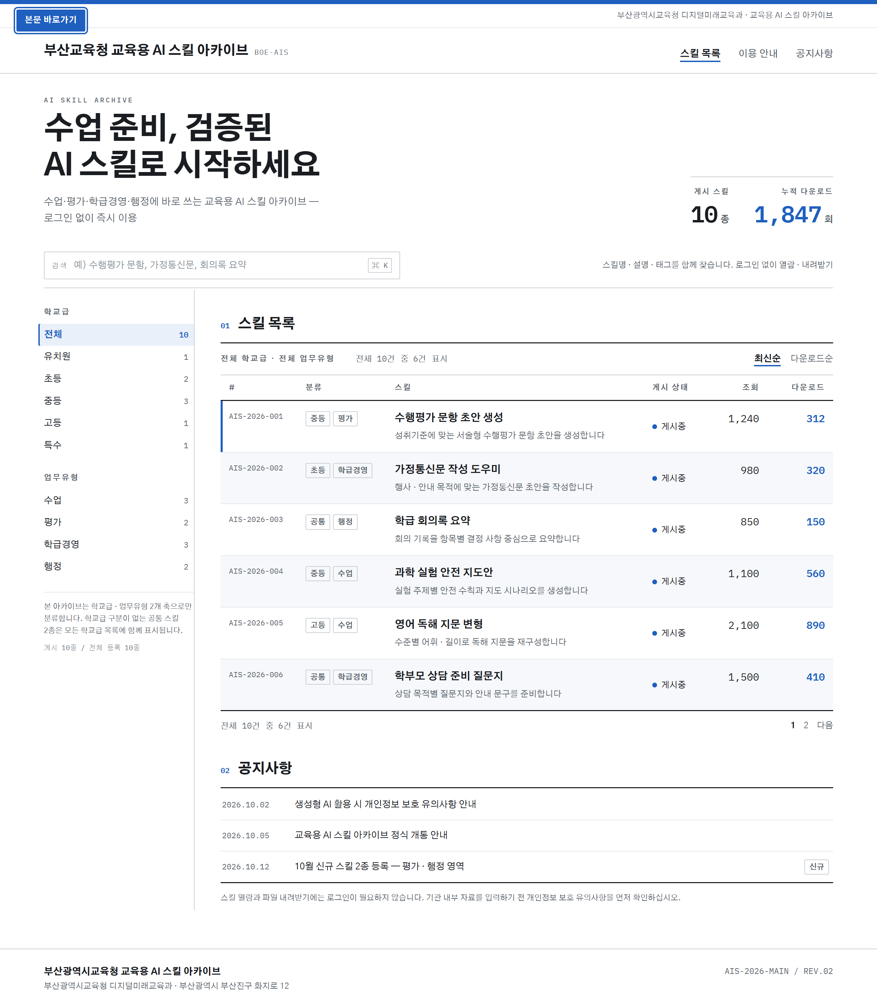 본문 바로가기
부산광역시교육청 디지털미래교육과 · 교육용 AI 스킬 아카이브
부산교육청 교육용 AI 스킬 아카이브 BOE-AIS
스킬 목록 이용 안내 공지사항
AI SKILL ARCHIVE
수업 준비, 검증된
AI 스킬로 시작하세요
수업·평가·학급경영·행정에 바로 쓰는 교육용 AI 스킬 아카이브 —
로그인 없이 즉시 이용
게시 스킬 누적 다운로드
10 종 1,847 회
검색 예) 수행평가 문항, 가정통신문, 회의록 요약 ⌘ K
스킬명 · 설명 · 태그를 함께 찾습니다. 로그인 없이 열람 · 내려받기
학교급
전체 10
유치원 1
초등 2
중등 3
고등 1
특수 1
업무유형
수업 3
평가 2
학급경영 3
행정 2
본 아카이브는 학교급 · 업무유형 2개 축으로만
분류합니다. 학교급 구분이 없는 공통 스킬
2종은 모든 학교급 목록에 함께 표시됩니다.
게시 10종 / 전체 등록 10종
01 스킬 목록
전체 학교급 · 전체 업무유형 전체 10건 중 6건 표시 최신순 다운로드순
# 분류 스킬 게시 상태 조회 다운로드
AIS-2026-001 중등 평가 수행평가 문항 초안 생성 게시중 1,240 312
성취기준에 맞는 서술형 수행평가 문항 초안을 생성합니다
AIS-2026-002 초등 학급경영 가정통신문 작성 도우미 게시중 980 320
행사 · 안내 목적에 맞는 가정통신문 초안을 작성합니다
AIS-2026-003 공통 행정 학급 회의록 요약 게시중 850 150
회의 기록을 항목별 결정 사항 중심으로 요약합니다
AIS-2026-004 중등 수업 과학 실험 안전 지도안 게시중 1,100 560
실험 주제별 안전 수칙과 지도 시나리오를 생성합니다
AIS-2026-005 고등 수업 영어 독해 지문 변형 게시중 2,100 890
수준별 어휘 · 길이로 독해 지문을 재구성합니다
AIS-2026-006 공통 학급경영 학부모 상담 준비 질문지 게시중 1,500 410
상담 목적별 질문지와 안내 문구를 준비합니다
전체 10건 중 6건 표시 1 2 다음
02 공지사항
2026.10.02 생성형 AI 활용 시 개인정보 보호 유의사항 안내
2026.10.05 교육용 AI 스킬 아카이브 정식 개통 안내
2026.10.12 10월 신규 스킬 2종 등록 — 평가 · 행정 영역 신규
스킬 열람과 파일 내려받기에는 로그인이 필요하지 않습니다. 기관 내부 자료를 입력하기 전 개인정보 보호 유의사항을 먼저 확인하십시오.
부산광역시교육청 교육용 AI 스킬 아카이브 AIS-2026-MAIN / REV.02
부산광역시교육청 디지털미래교육과 · 부산광역시 부산진구 화지로 12